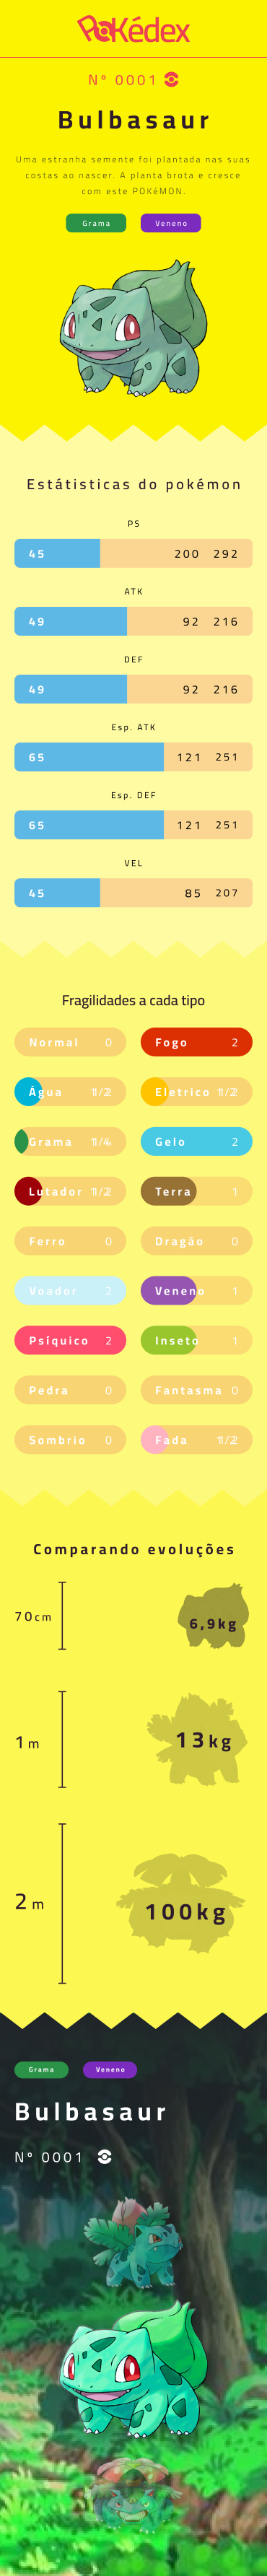 PoKédex
Nº 0001
Bulbasaur
Uma estranha semente foi plantada nas suas
costas ao nascer. A planta brota e cresce
com este POKéMON.
Grama Veneno
Estátisticas do pokémon
PS
45 200 292
ATK
49 92 216
DEF
49 92 216
Esp. ATK
65 121 251
Esp. DEF
65 121 251
VEL
45 85 207
Fragilidades a cada tipo
Normal 0 Fogo 2
Água 1/2 Eletrico 1/2
Grama 1/4 Gelo 2
Lutador 1/2 Terra 1
Ferro 0 Dragão 0
Voador 2 Veneno 1
Psíquico 2 Inseto 1
Pedra 0 Fantasma 0
Sombrio 0 Fada 1/2
Comparando evoluções
70cm 6,9kg
1 m 13kg
2 m 100kg
Grama Veneno
Bulbasaur
Nº 0001